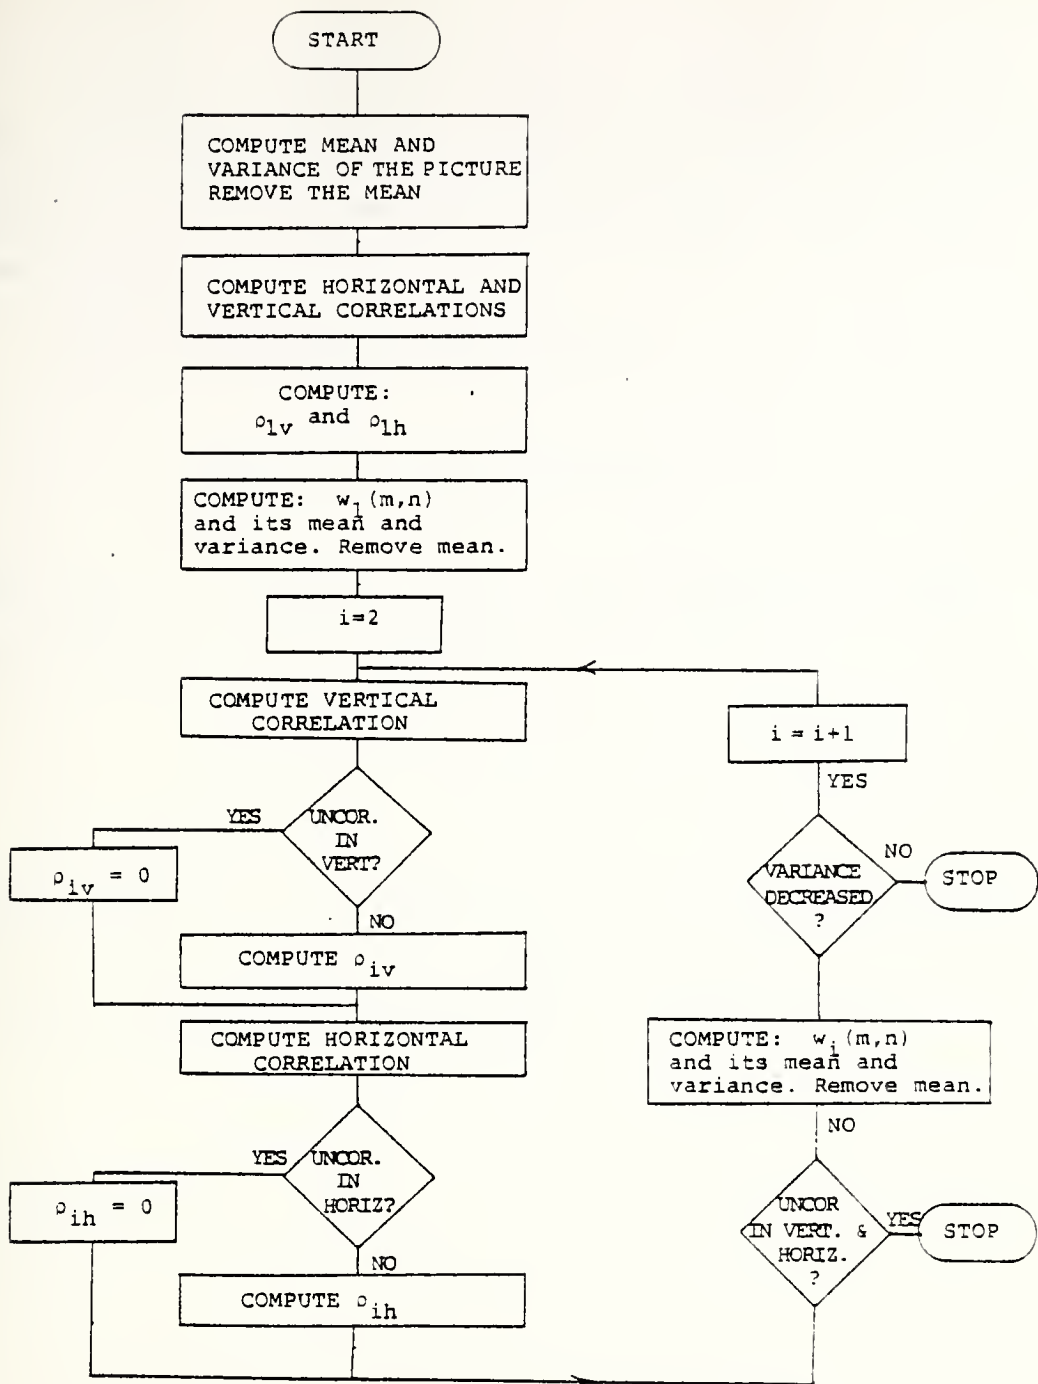 START
COMPUTE MEAN AND
VARIANCE OF THE PICTURE
REMOVE THE MEAN
COMPUTE HORIZONTAL AND
VERTICAL CORRELATIONS
COMPUTE:
ρ1v and ρ1h
COMPUTE: w1(m,n)
and its mean and
variance. Remove mean.
i=2
COMPUTE VERTICAL
CORRELATION
UNCOR.
IN
VERT?
YES
ρiv = 0
NO
COMPUTE ρiv
COMPUTE HORIZONTAL
CORRELATION
UNCOR.
IN
HORIZ?
YES
ρih = 0
NO
COMPUTE ρih
UNCOR
IN VERT. &
HORIZ.
?
YES
STOP
NO
COMPUTE: wi(m,n)
and its mean and
variance. Remove mean.
VARIANCE
DECREASED
?
NO
STOP
YES
i = i+1